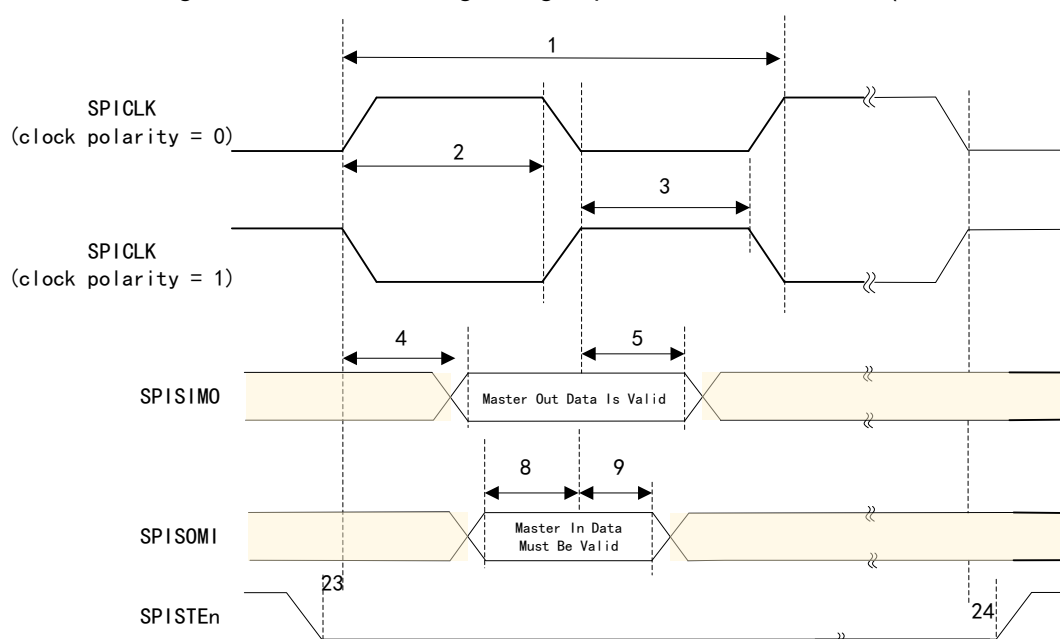 1
SPICLK
(clock polarity = 0)
2
3
SPICLK
(clock polarity = 1)
4
5
SPISIMO
Master Out Data Is Valid
8
9
SPISOMI
Master In Data
Must Be Valid
23
24
SPISTEn